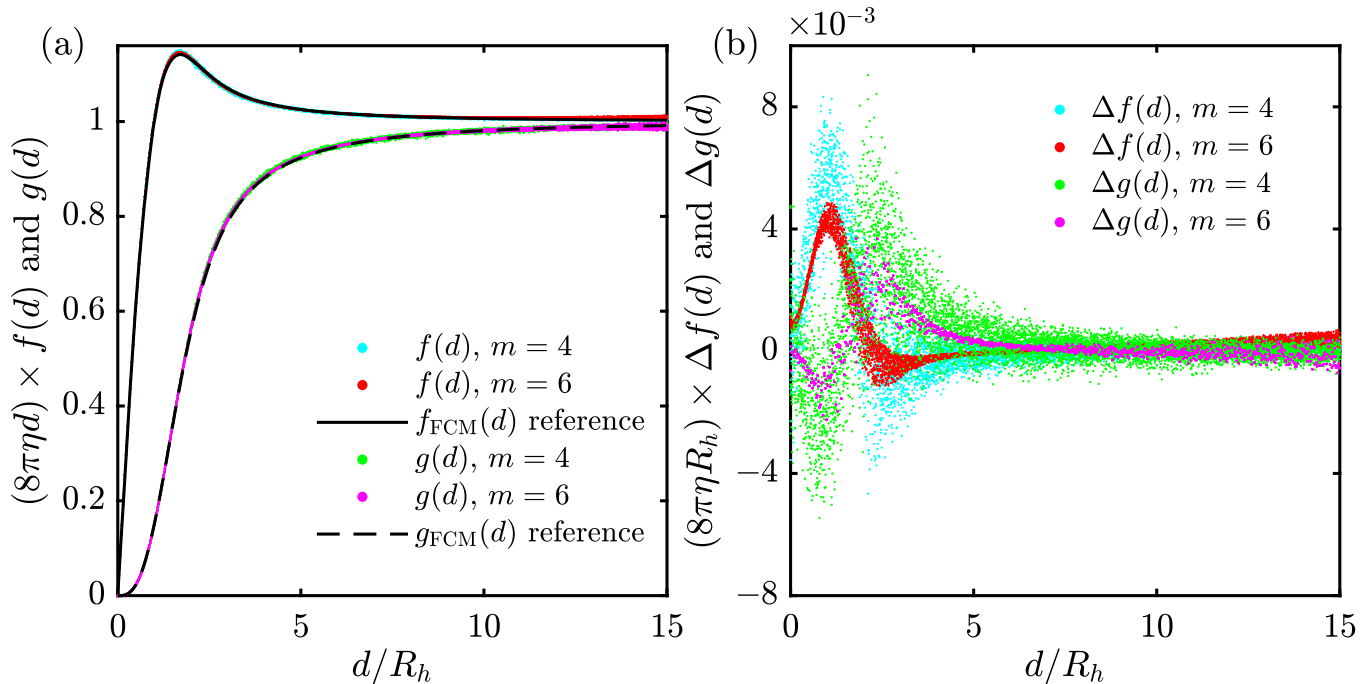 (a)
(8πηd) × f(d) and g(d)
1
0.8
0.6
0.4
0.2
0
0
5
10
15
d/R_h
f(d), m = 4
f(d), m = 6
f_FCM(d) reference
g(d), m = 4
g(d), m = 6
g_FCM(d) reference
(b)
×10⁻³
(8πηR_h) × Δf(d) and Δg(d)
8
4
0
−4
−8
0
5
10
15
d/R_h
Δf(d), m = 4
Δf(d), m = 6
Δg(d), m = 4
Δg(d), m = 6